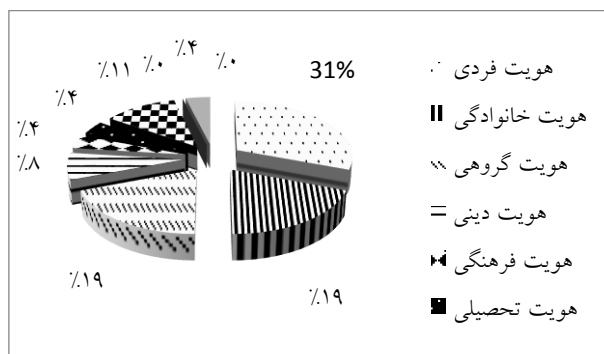 ٪۴
٪۰
٪۰
٪۱۱
31%
٪۴
٪۴
٪۸
٪۱۹
٪۱۹
هویت فردی
هویت خانوادگی
هویت گروهی
هویت دینی
هویت فرهنگی
هویت تحصیلی